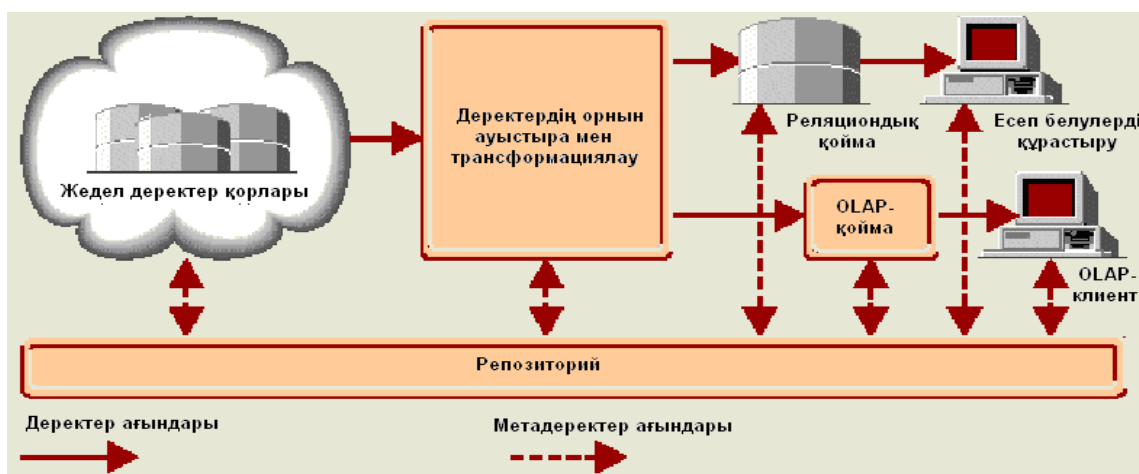 Жедел деректер қорлары
Деректердің орнын
ауыстыра мен
трансформациялау
Реляциондық
қойма
Есеп белулерді
құрастыру
OLAP-
қойма
OLAP-
клиент
Репозиторий
Деректер ағындары
Метадеректер ағындары